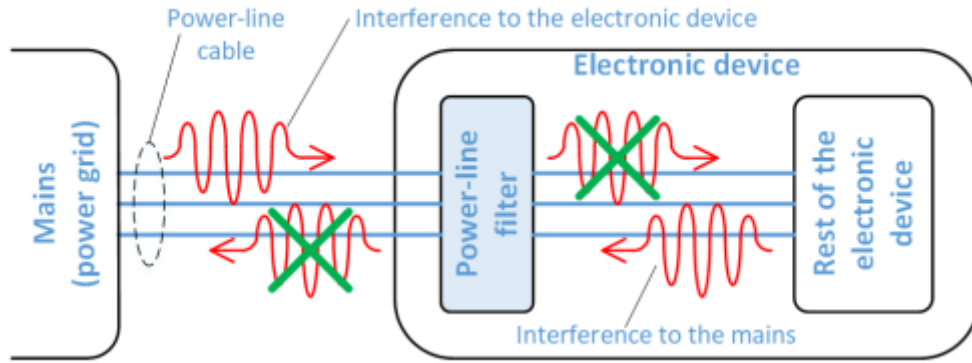 Power-line
cable
Interference to the electronic device
Electronic device
Mains
(power grid)
Power-line
filter
Rest of the
electronic
device
Interference to the mains